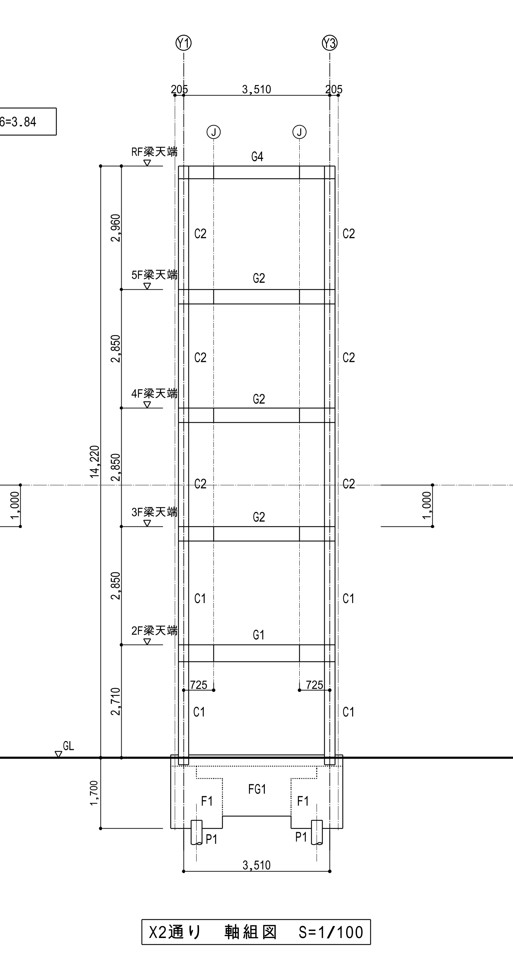 Y1 Y3
205 3,510 205
6=3.84
J J
RF梁天端 G4
2,960 C2 C2
5F梁天端 G2
2,850 C2 C2
4F梁天端 G2
14,220 2,850 C2 C2
1,000 1,000
3F梁天端 G2
2,850 C1 C1
2F梁天端 G1
725 725
2,710 C1 C1
GL
1,700 FG1
F1 F1
P1 P1
3,510
X2通り 軸組図 S=1/100